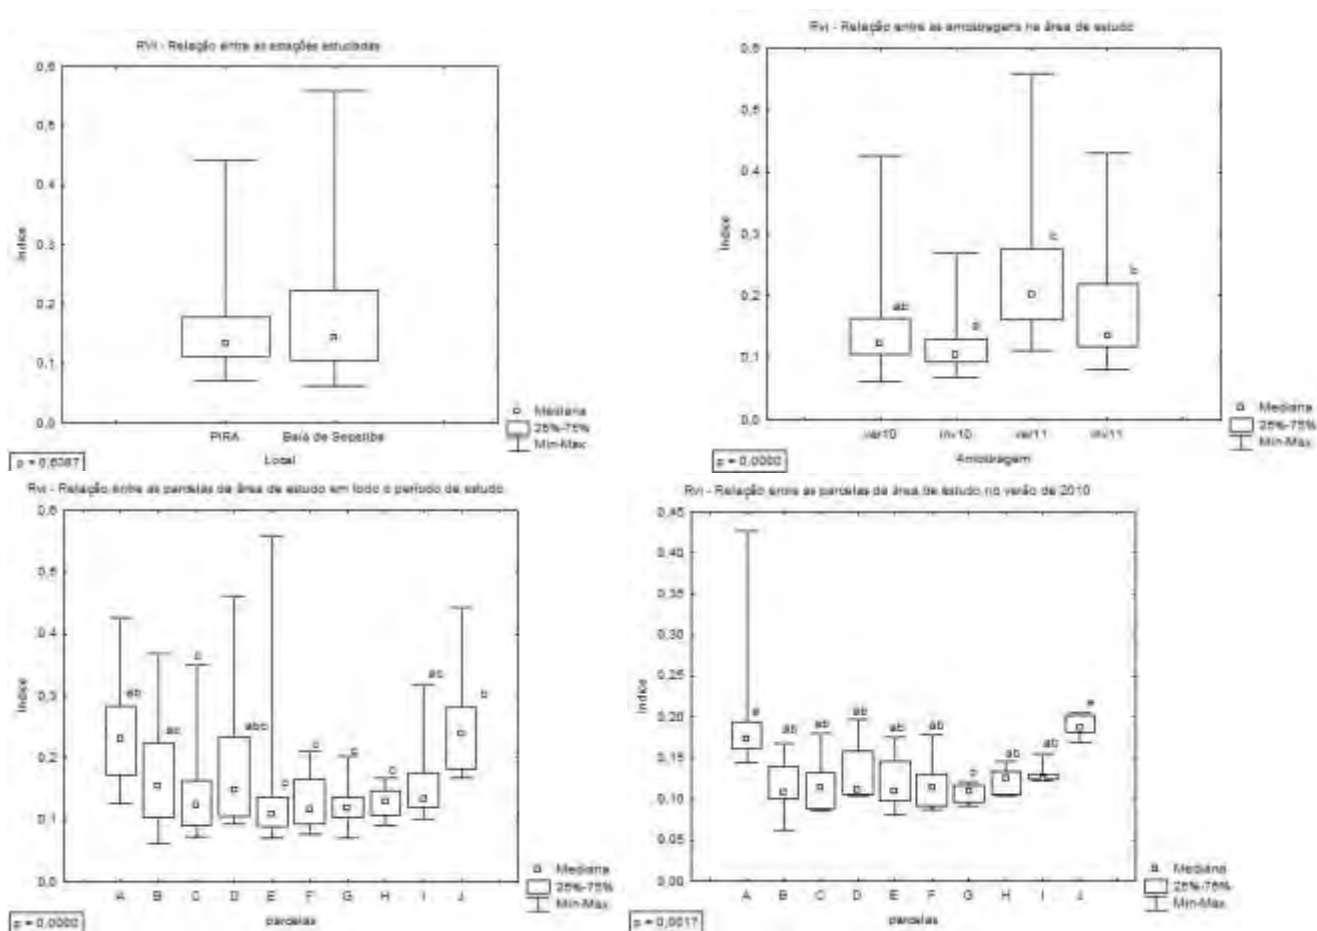 RVI - Relação entre as estações estudadas
0,6
0,5
0,4
0,3
0,2
0,1
0,0
Índice
PIRA Baía de Sepetiba
Local
Mediana
25%-75%
Min-Max
Rvi - Relação entre as amostragens na área de estudo
0,6
0,5
0,4
0,3
0,2
0,1
0,0
Índice
ab
a
c
ver10 inv10 ver11 inv11
Amostragem
p = 0,0000
Mediana
25%-75%
Min-Max
Rvi - Relação entre as parcelas da área de estudo em todo o período de estudo
0,6
0,5
0,4
0,3
0,2
0,1
0,0
Índice
ab
ac
c
abc
c
c
c
c
ac
b
A B C D E F G H I J
parcelas
p = 0,0000
Mediana
25%-75%
Min-Max
Rvi - Relação entre as parcelas da área de estudo no verão de 2010
0,45
0,40
0,35
0,30
0,25
0,20
0,15
0,10
0,05
0,00
Índice
a
ab
ab
ab
ab
ab
ab
ab
a
A B C D E F G H I J
parcelas
p = 0,0017
Mediana
25%-75%
Min-Max